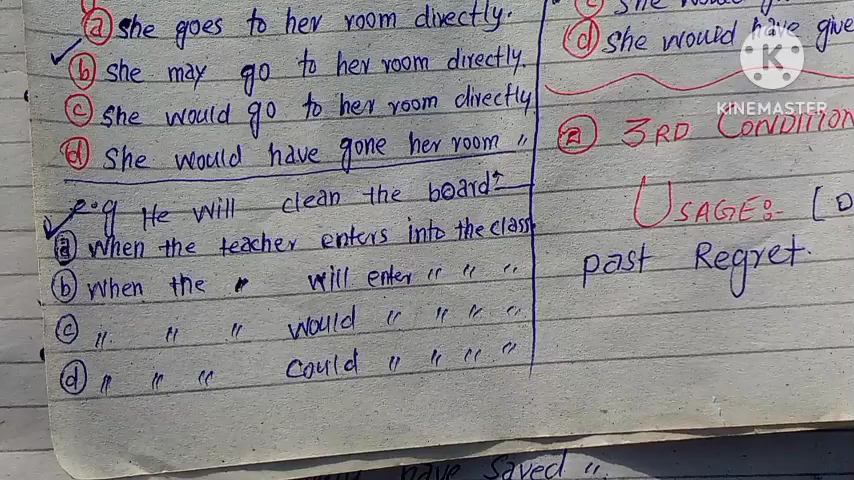 (a) she goes to her room directly.
(b) she may go to her room directly.
(c) she would go to her room directly
(d) she would have gone her room "
e.g He will clean the board?
(a) When the teacher enters into the class.
(b) When the " will enter " " "
(c) " " " would " " " "
(d) " " " could " " " "
(d) she would have give
KINEMASTER
3RD CONDITION
USAGE:- [
past Regret.
have saved "